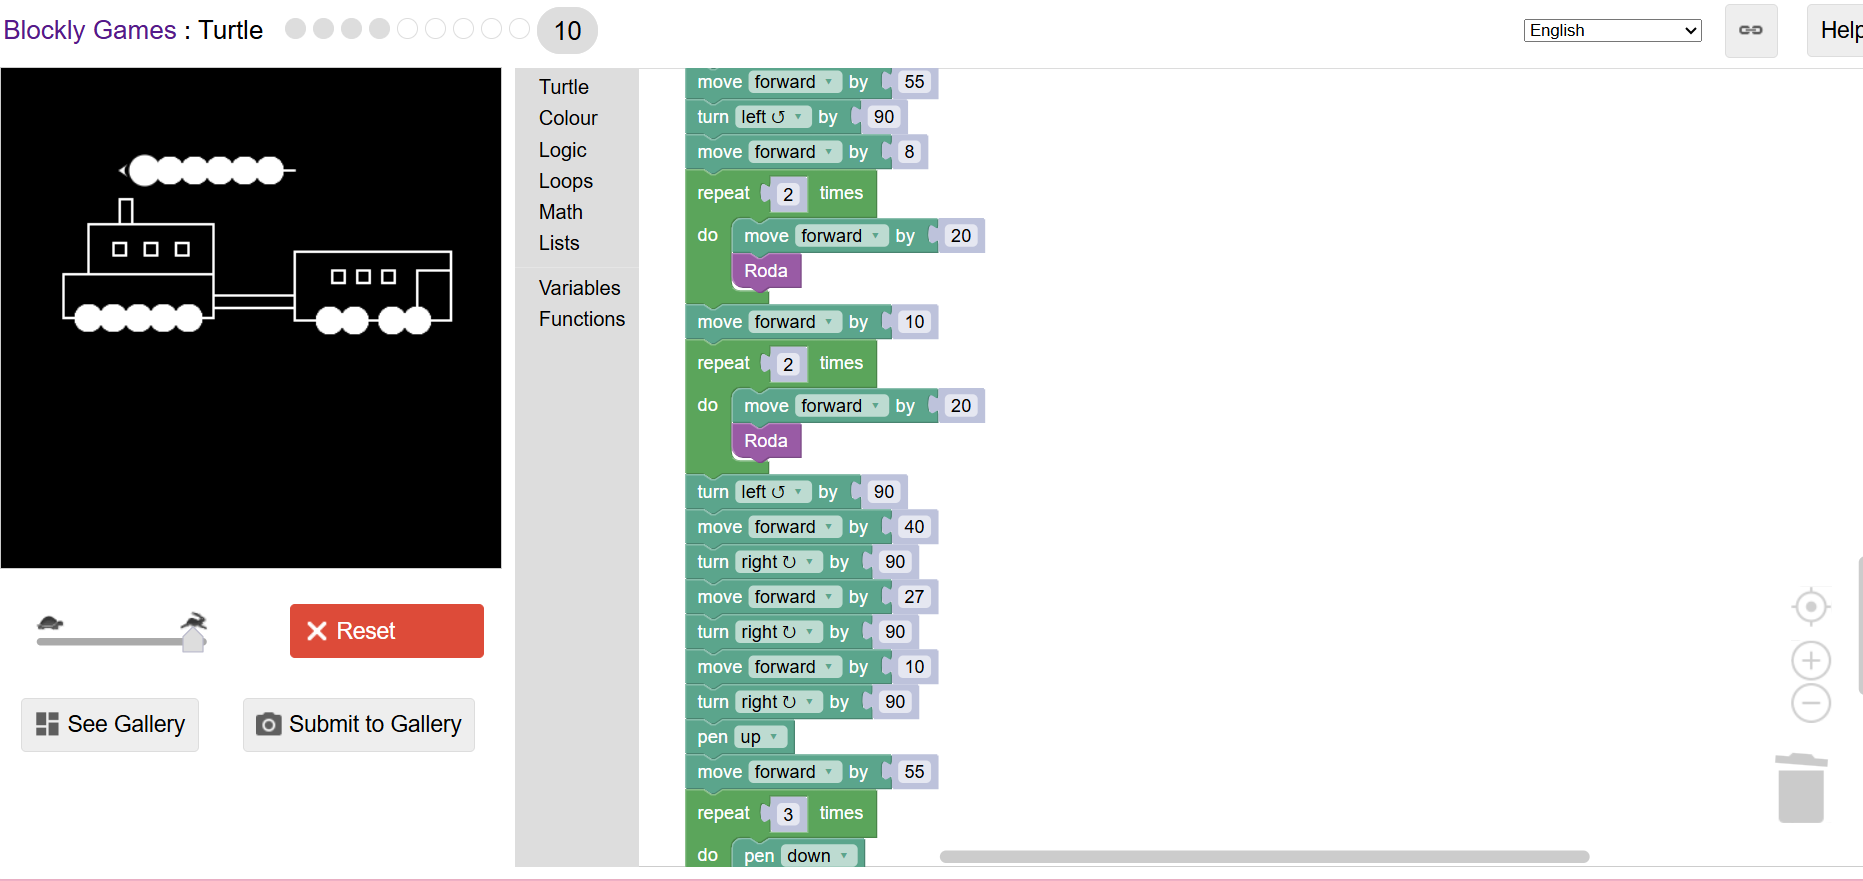 Blockly Games : Turtle 10 English Help
Turtle
Colour
Logic
Loops
Math
Lists
Variables
Functions
move forward by 55
turn left ↺ by 90
move forward by 8
repeat 2 times
do move forward by 20
Roda
move forward by 10
repeat 2 times
do move forward by 20
Roda
turn left ↺ by 90
move forward by 40
turn right ↻ by 90
move forward by 27
turn right ↻ by 90
move forward by 10
turn right ↻ by 90
pen up
move forward by 55
repeat 3 times
do pen down
Reset
See Gallery
Submit to Gallery